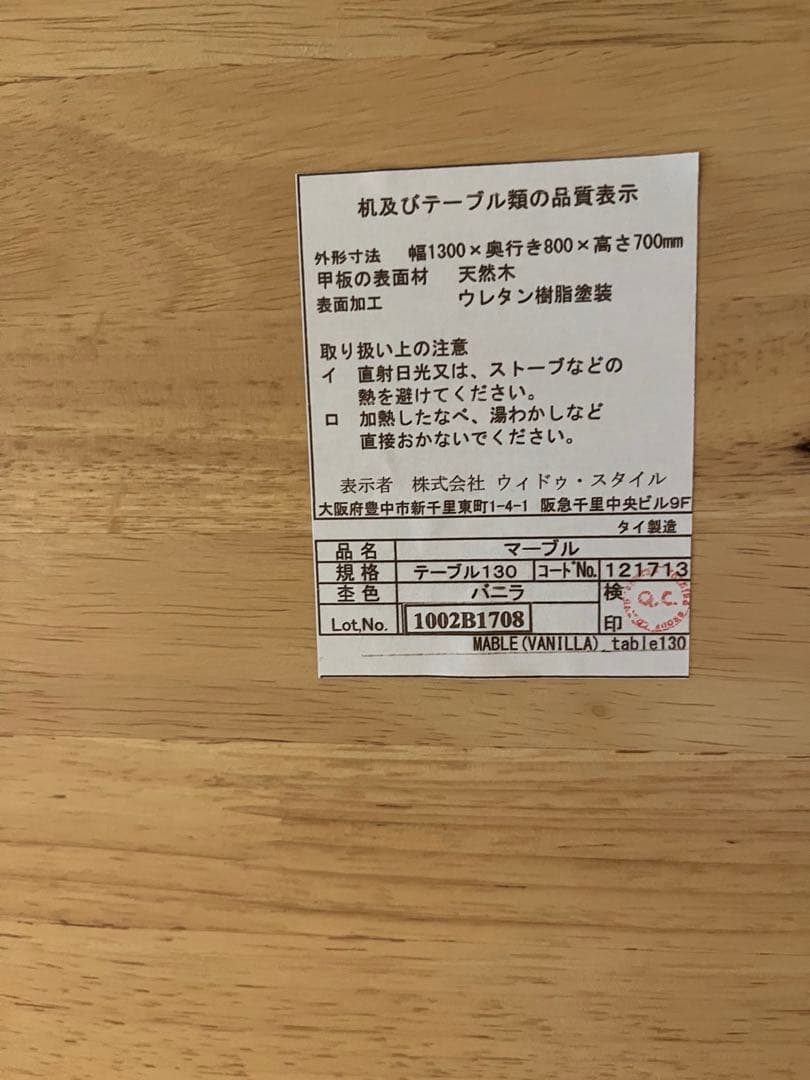 机及びテーブル類の品質表示
外形寸法 幅1300×奥行き800×高さ700mm
甲板の表面材 天然木
表面加工 ウレタン樹脂塗装
取り扱い上の注意
イ 直射日光又は、ストーブなどの
熱を避けてください。
ロ 加熱したなべ、湯わかしなど
直接おかないでください。
表示者 株式会社 ウィドゥ・スタイル
大阪府豊中市新千里東町1-4-1 阪急千里中央ビル9F
タイ製造
品名 マーブル
規格 テーブル130 コードNo. 121713
杢色 バニラ 検印
Q.C.
Lot,No. 1002B1708
MABLE(VANILLA)_table130